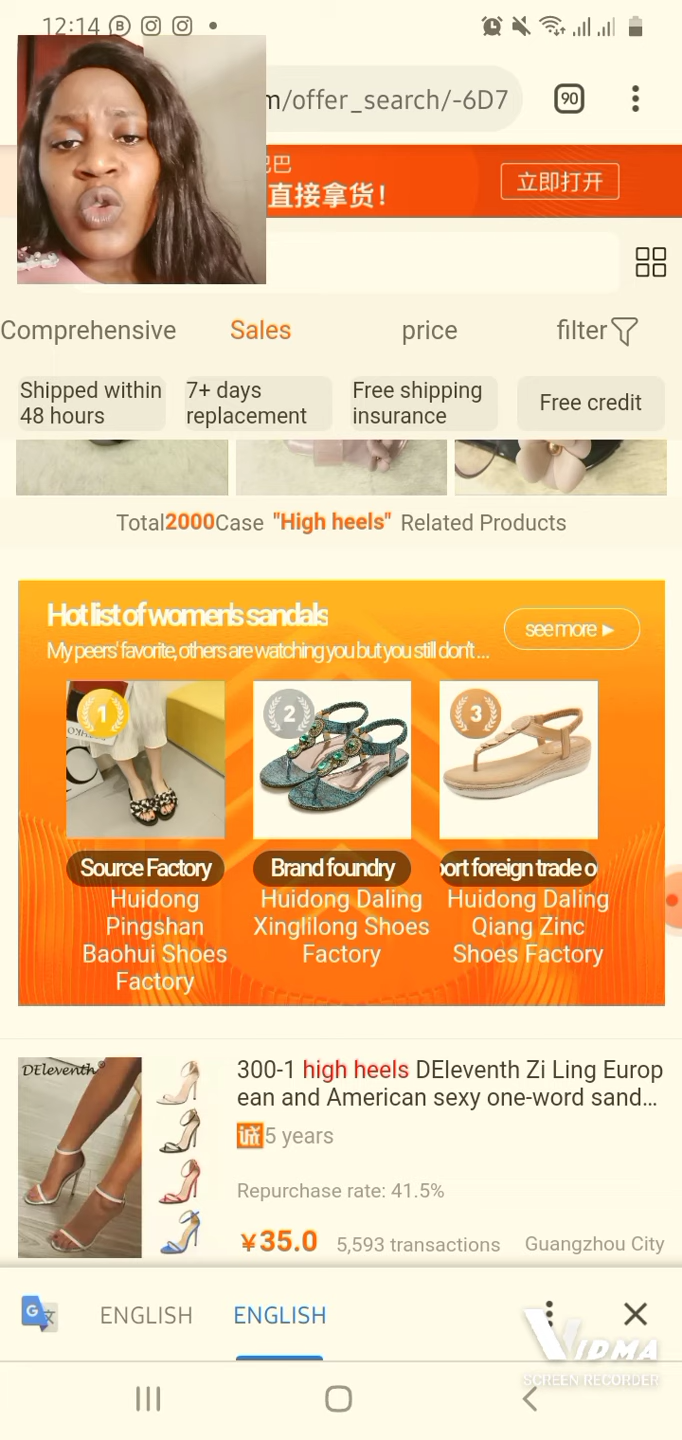 12:14
m/offer_search/-6D7
90
巴
直接拿货!
立即打开
Comprehensive Sales price filter
Shipped within
48 hours
7+ days
replacement
Free shipping
insurance
Free credit
Total2000Case "High heels" Related Products
Hot list of women's sandals
see more ►
My peers' favorite, others are watching you but you still don't...
1
2
3
Source Factory
Brand foundry
ort foreign trade o
Huidong
Pingshan
Baohui Shoes
Factory
Huidong Daling
Xinglilong Shoes
Factory
Huidong Daling
Qiang Zinc
Shoes Factory
DEleventh®
300-1 high heels DEleventh Zi Ling Europ
ean and American sexy one-word sand...
诚 5 years
Repurchase rate: 41.5%
¥35.0 5,593 transactions Guangzhou City
G 文 ENGLISH ENGLISH
VIDMA
SCREEN RECORDER